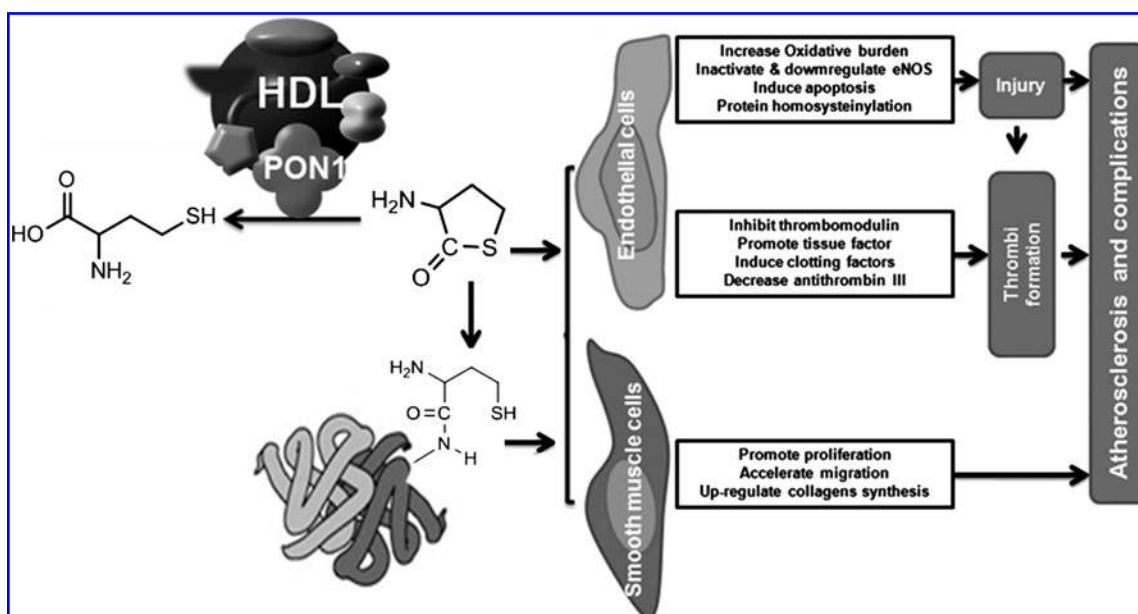 HDL
PON1
O
HO
SH
NH₂
H₂N
O
S
H₂N
O
SH
N
H
Endothelial cells
Smooth muscle cells
Increase Oxidative burden
Inactivate & dowmregulate eNOS
Induce apoptosis
Protein homosysteinylation
Injury
Inhibit thrombomodulin
Promote tissue factor
Induce clotting factors
Decrease antithrombin III
Thrombi
formation
Promote proliferation
Accelerate migration
Up-regulate collagens synthesis
Atherosclerosis and complications